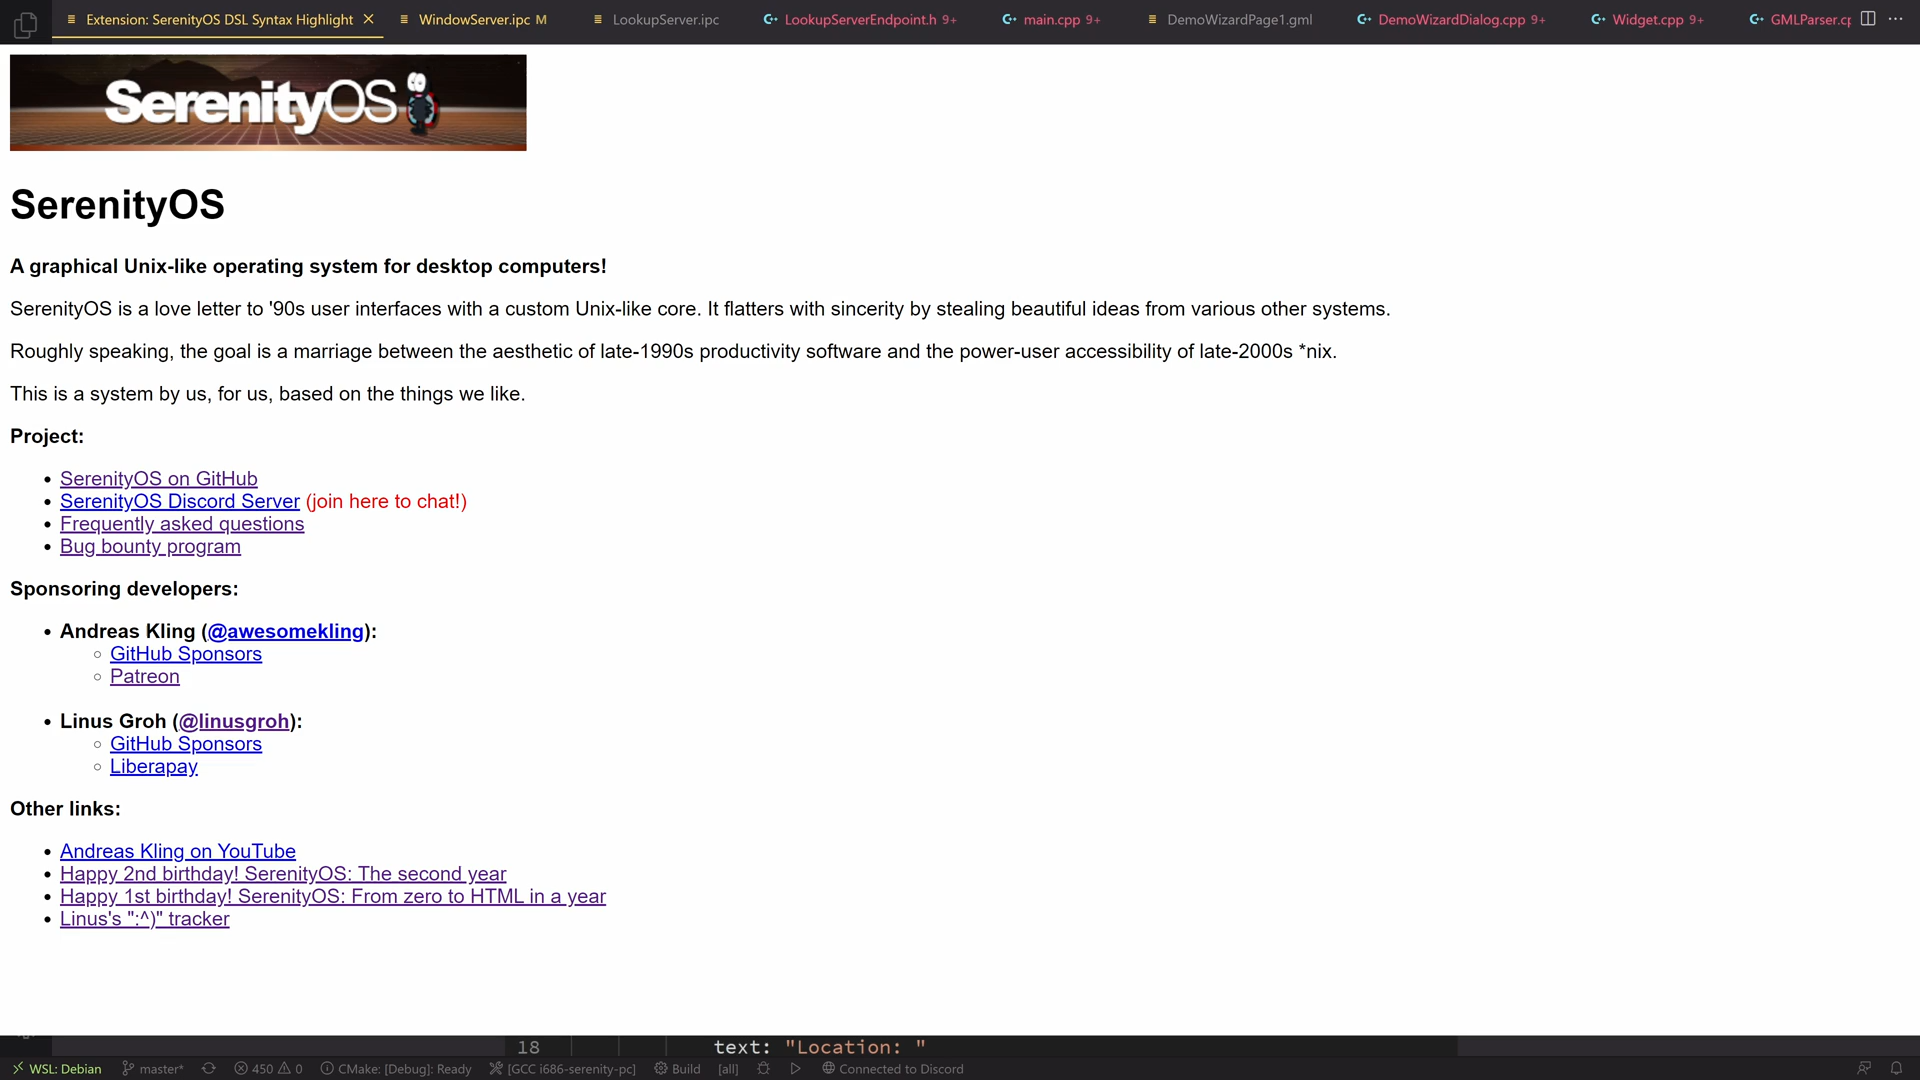 Extension: SerenityOS DSL Syntax Highlight
WindowServer.ipc M
LookupServer.ipc
LookupServerEndpoint.h 9+
main.cpp 9+
DemoWizardPage1.gml
DemoWizardDialog.cpp 9+
Widget.cpp 9+
GMLParser.cp
SerenityOS
SerenityOS
A graphical Unix-like operating system for desktop computers!
SerenityOS is a love letter to '90s user interfaces with a custom Unix-like core. It flatters with sincerity by stealing beautiful ideas from various other systems.
Roughly speaking, the goal is a marriage between the aesthetic of late-1990s productivity software and the power-user accessibility of late-2000s *nix.
This is a system by us, for us, based on the things we like.
Project:
SerenityOS on GitHub
SerenityOS Discord Server (join here to chat!)
Frequently asked questions
Bug bounty program
Sponsoring developers:
Andreas Kling (@awesomekling):
GitHub Sponsors
Patreon
Linus Groh (@linusgroh):
GitHub Sponsors
Liberapay
Other links:
Andreas Kling on YouTube
Happy 2nd birthday! SerenityOS: The second year
Happy 1st birthday! SerenityOS: From zero to HTML in a year
Linus's ":^)" tracker
18 text: "Location: "
WSL: Debian master* 450 0 CMake: [Debug]: Ready [GCC i686-serenity-pc] Build [all] Connected to Discord